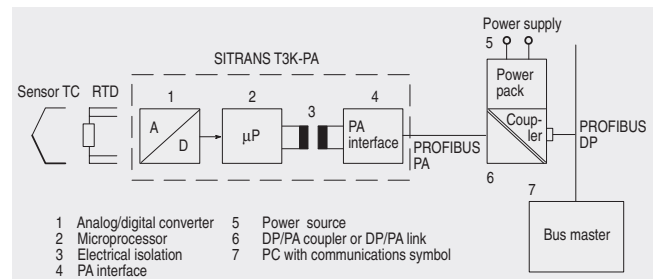 Power supply
SITRANS T3K-PA
5
Power
pack
Sensor TC RTD
1
2
3
4
A
D
µP
PA
interface
Coup-
ler
PROFIBUS
PA
PROFIBUS
DP
6
7
Bus master
1 Analog/digital converter
2 Microprocessor
3 Electrical isolation
4 PA interface
5 Power source
6 DP/PA coupler or DP/PA link
7 PC with communications symbol